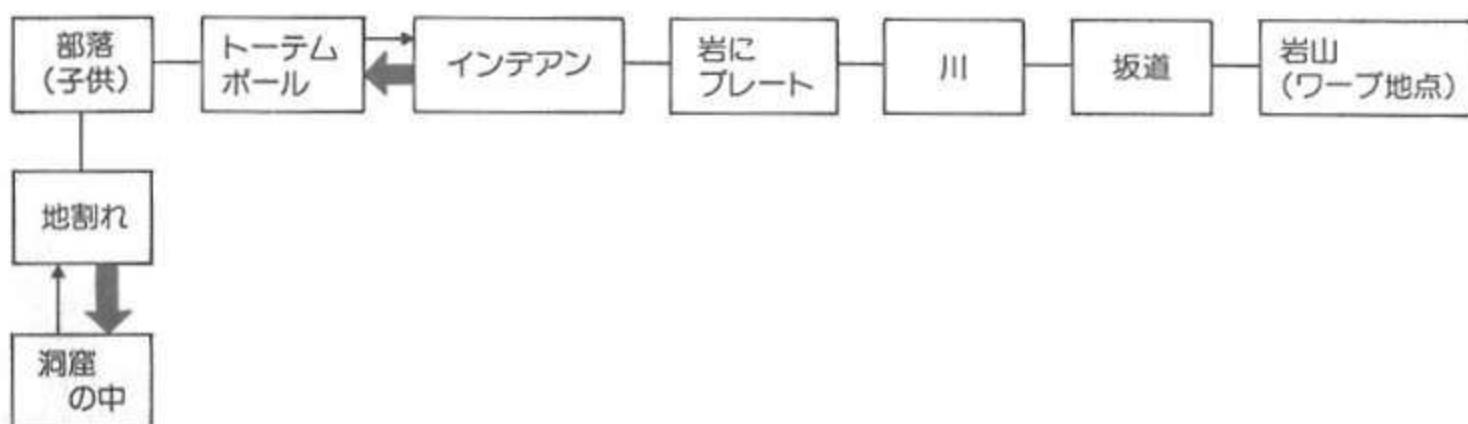 部落
(子供)
トーテム
ポール
インデアン
岩に
プレート
川
坂道
岩山
(ワープ地点)
地割れ
洞窟
の中